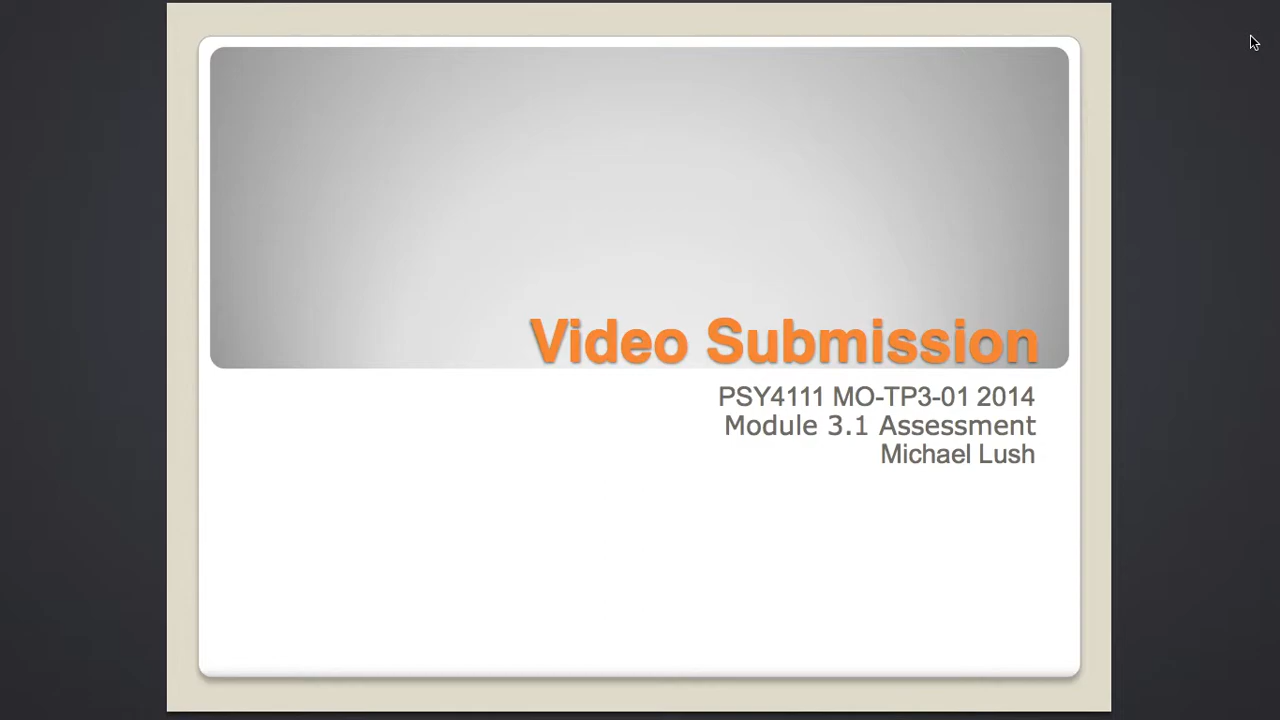 Video Submission
PSY4111 MO-TP3-01 2014
Module 3.1 Assessment
Michael Lush